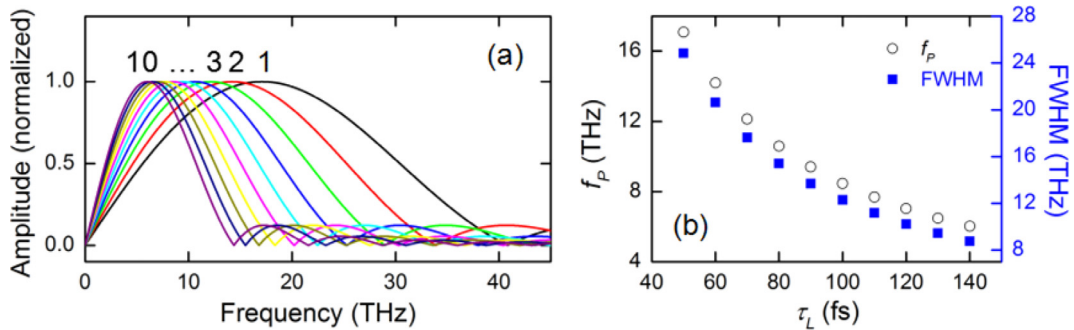 (a)
10 ... 3 2 1
Amplitude (normalized)
1.0
0.5
0.0
0 10 20 30 40
Frequency (THz)
(b)
f_P
FWHM
f_P (THz)
16
12
8
4
FWHM (THz)
28
24
20
16
12
8
40 60 80 100 120 140
τ_L (fs)